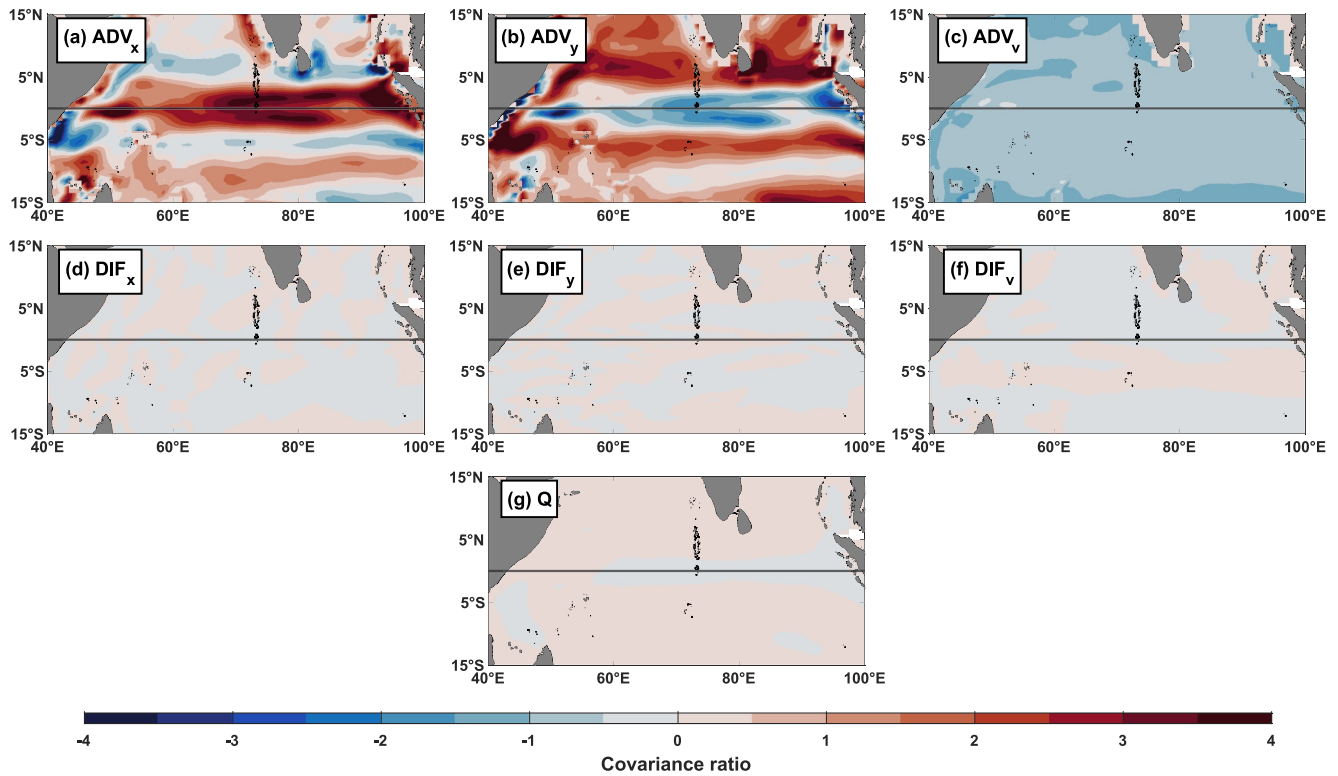 15°N
5°N
5°S
15°S
(a) ADVx
40°E
60°E
80°E
100°E
15°N
5°N
5°S
15°S
(b) ADVy
40°E
60°E
80°E
100°E
15°N
5°N
5°S
15°S
(c) ADVv
40°E
60°E
80°E
100°E
15°N
5°N
5°S
15°S
(d) DIFx
40°E
60°E
80°E
100°E
15°N
5°N
5°S
15°S
(e) DIFy
40°E
60°E
80°E
100°E
15°N
5°N
5°S
15°S
(f) DIFv
40°E
60°E
80°E
100°E
15°N
5°N
5°S
15°S
(g) Q
40°E
60°E
80°E
100°E
-4 -3 -2 -1 0 1 2 3 4
Covariance ratio